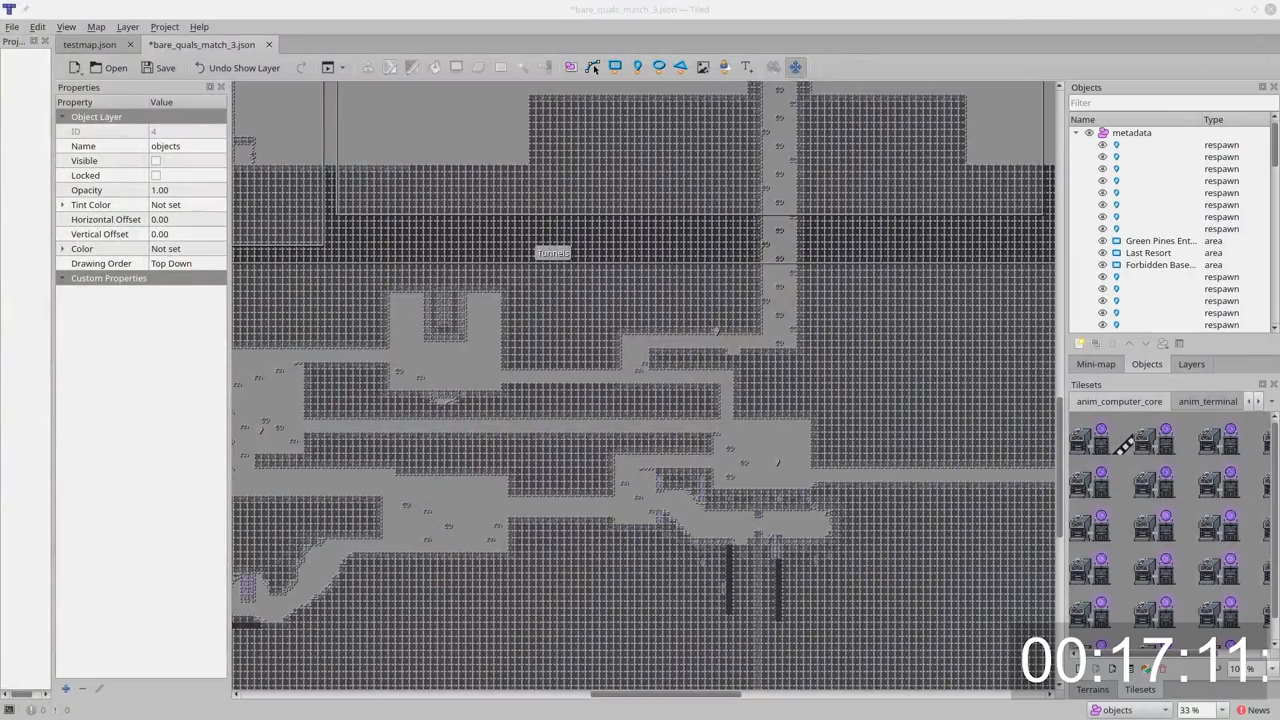 *bare_quals_match_3.json — Tiled
File Edit View Map Layer Project Help
Proj...
testmap.json
*bare_quals_match_3.json
Open
Save
Undo Show Layer
Properties
Property Value
Object Layer
ID 4
Name objects
Visible
Locked
Opacity 1.00
Tint Color Not set
Horizontal Offset 0.00
Vertical Offset 0.00
Color Not set
Drawing Order Top Down
Custom Properties
Tunnels
Objects
Filter
Name Type
metadata
respawn
respawn
respawn
respawn
respawn
respawn
respawn
respawn
Green Pines Ent... area
Last Resort area
Forbidden Base... area
respawn
respawn
respawn
respawn
respawn
Mini-map Objects Layers
Tilesets
anim_computer_core anim_terminal
00:17:11:
Terrains Tilesets
0 0
objects
33 %
News